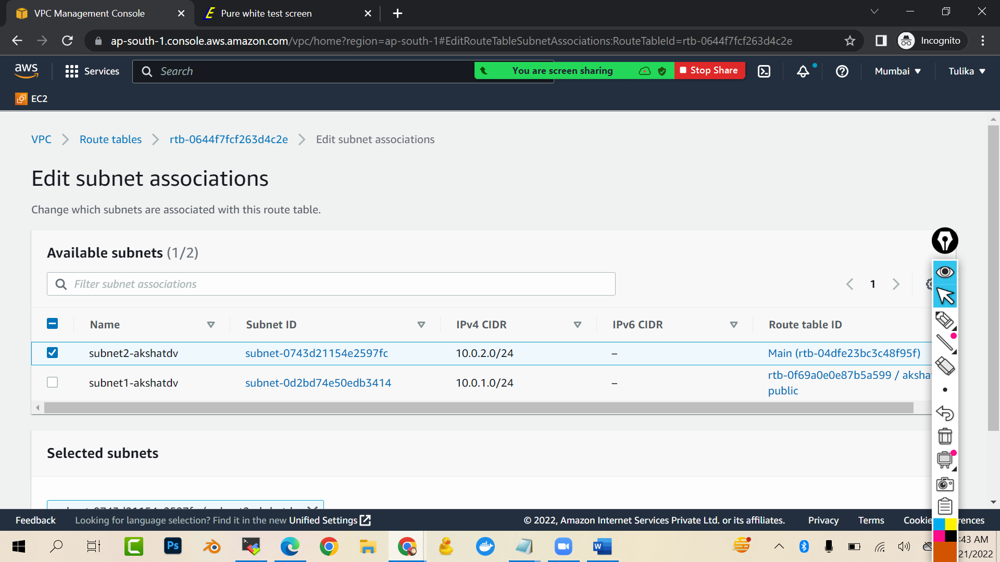 VPC Management Console
Pure white test screen
ap-south-1.console.aws.amazon.com/vpc/home?region=ap-south-1#EditRouteTableSubnetAssociations:RouteTableId=rtb-0644f7fcf263d4c2e
Incognito
aws
Services
Search
You are screen sharing
Stop Share
Mumbai
Tulika
EC2
VPC
Route tables
rtb-0644f7fcf263d4c2e
Edit subnet associations
Edit subnet associations
Change which subnets are associated with this route table.
Available subnets (1/2)
Filter subnet associations
1
Name
Subnet ID
IPv4 CIDR
IPv6 CIDR
Route table ID
subnet2-akshatdv
subnet-0743d21154e2597fc
10.0.2.0/24
–
Main (rtb-04dfe23bc3c48f95f)
subnet1-akshatdv
subnet-0d2bd74e50edb3414
10.0.1.0/24
–
rtb-0f69a0e0e87b5a599 / aksha
public
Selected subnets
Feedback
Looking for language selection? Find it in the new Unified Settings
© 2022, Amazon Internet Services Private Ltd. or its affiliates.
Privacy
Terms
Cookie
rences
Ps
W
:43 AM
21/2022